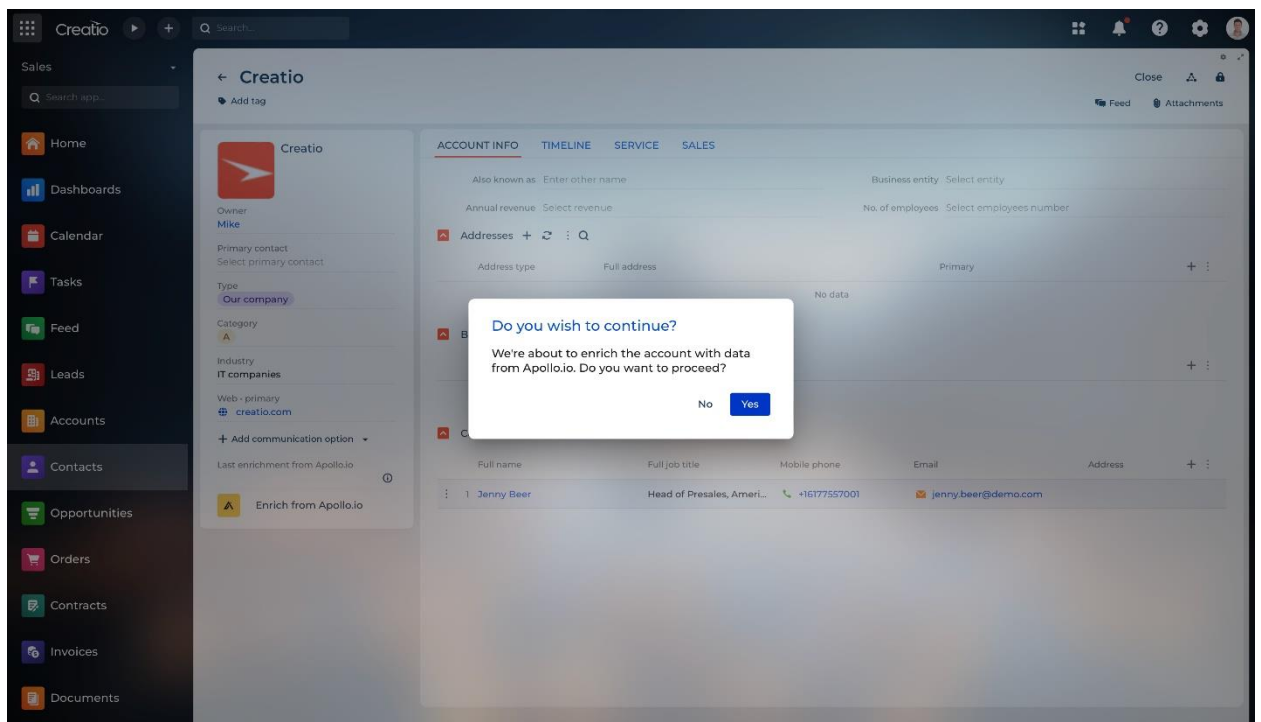 Creatio
Search...
Sales
Search app...
Home
Dashboards
Calendar
Tasks
Feed
Leads
Accounts
Contacts
Opportunities
Orders
Contracts
Invoices
Documents
Creatio
Close
Add tag
Feed
Attachments
Creatio
Owner
Mike
Primary contact
Select primary contact
Type
Our company
Category
A
Industry
IT companies
Web - primary
creatio.com
Add communication option
Last enrichment from Apollo.io
Enrich from Apollo.io
ACCOUNT INFO TIMELINE SERVICE SALES
Also known as Enter other name Business entity Select entity
Annual revenue Select revenue No. of employees Select employees number
Addresses
Address type Full address Primary
No data
B
Do you wish to continue?
We're about to enrich the account with data
from Apollo.io. Do you want to proceed?
No Yes
C
Full name Full job title Mobile phone Email Address
1 Jenny Beer Head of Presales, Ameri... +16177557001 jenny.beer@demo.com